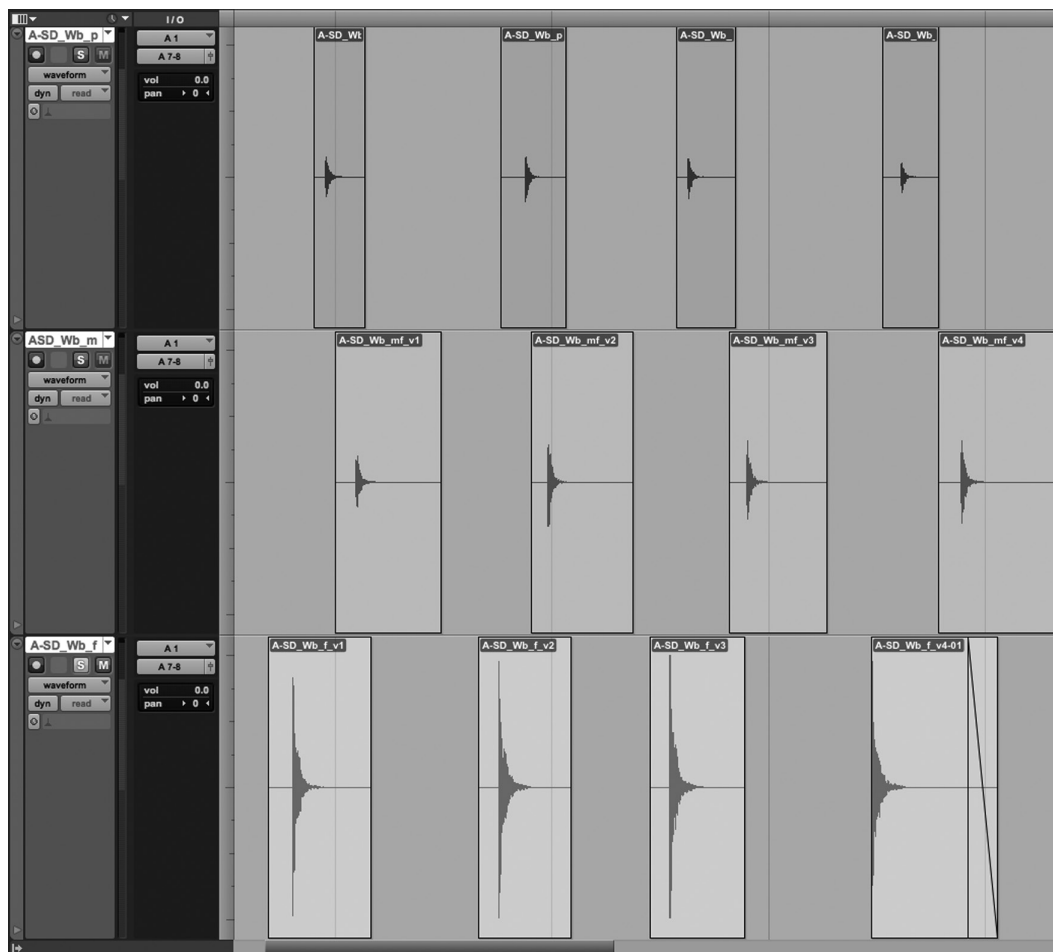 I / O
A-SD_Wb_p
A 1
S M
A 7-8
waveform
vol 0.0
dyn read
pan 0
A-SD_Wb
A-SD_Wb_p
A-SD_Wb_
A-SD_Wb_
ASD_Wb_m
A 1
S M
A 7-8
waveform
vol 0.0
dyn read
pan 0
A-SD_Wb_mf_v1
A-SD_Wb_mf_v2
A-SD_Wb_mf_v3
A-SD_Wb_mf_v4
A-SD_Wb_f
A 1
S M
A 7-8
waveform
vol 0.0
dyn read
pan 0
A-SD_Wb_f_v1
A-SD_Wb_f_v2
A-SD_Wb_f_v3
A-SD_Wb_f_v4-01